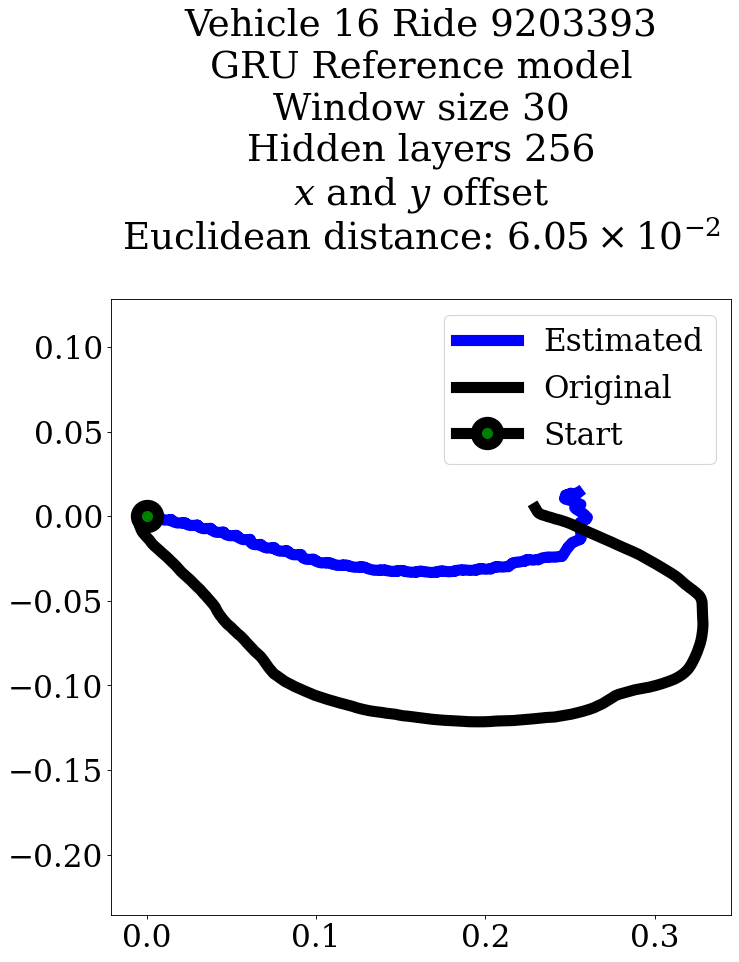 Vehicle 16 Ride 9203393
GRU Reference model
Window size 30
Hidden layers 256
x and y offset
Euclidean distance: 6.05 × 10⁻²
Estimated
Original
Start
0.10
0.05
0.00
−0.05
−0.10
−0.15
−0.20
0.0 0.1 0.2 0.3